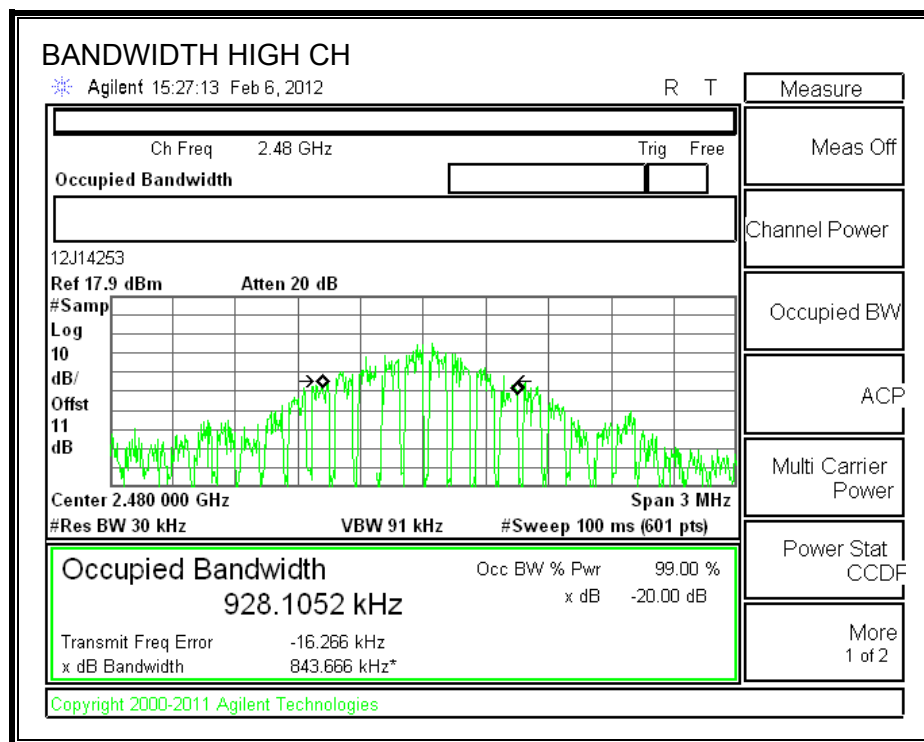 BANDWIDTH HIGH CH
Agilent 15:27:13 Feb 6, 2012 R T
Measure
Ch Freq 2.48 GHz Trig Free
Occupied Bandwidth
Meas Off
Channel Power
Occupied BW
ACP
Multi Carrier
Power
Power Stat
CCDF
More
1 of 2
12J14253
Ref 17.9 dBm Atten 20 dB
#Samp
Log
10
dB/
Offst
11
dB
Center 2.480 000 GHz Span 3 MHz
#Res BW 30 kHz VBW 91 kHz #Sweep 100 ms (601 pts)
Occupied Bandwidth Occ BW % Pwr 99.00 %
928.1052 kHz x dB -20.00 dB
Transmit Freq Error -16.266 kHz
x dB Bandwidth 843.666 kHz*
Copyright 2000-2011 Agilent Technologies